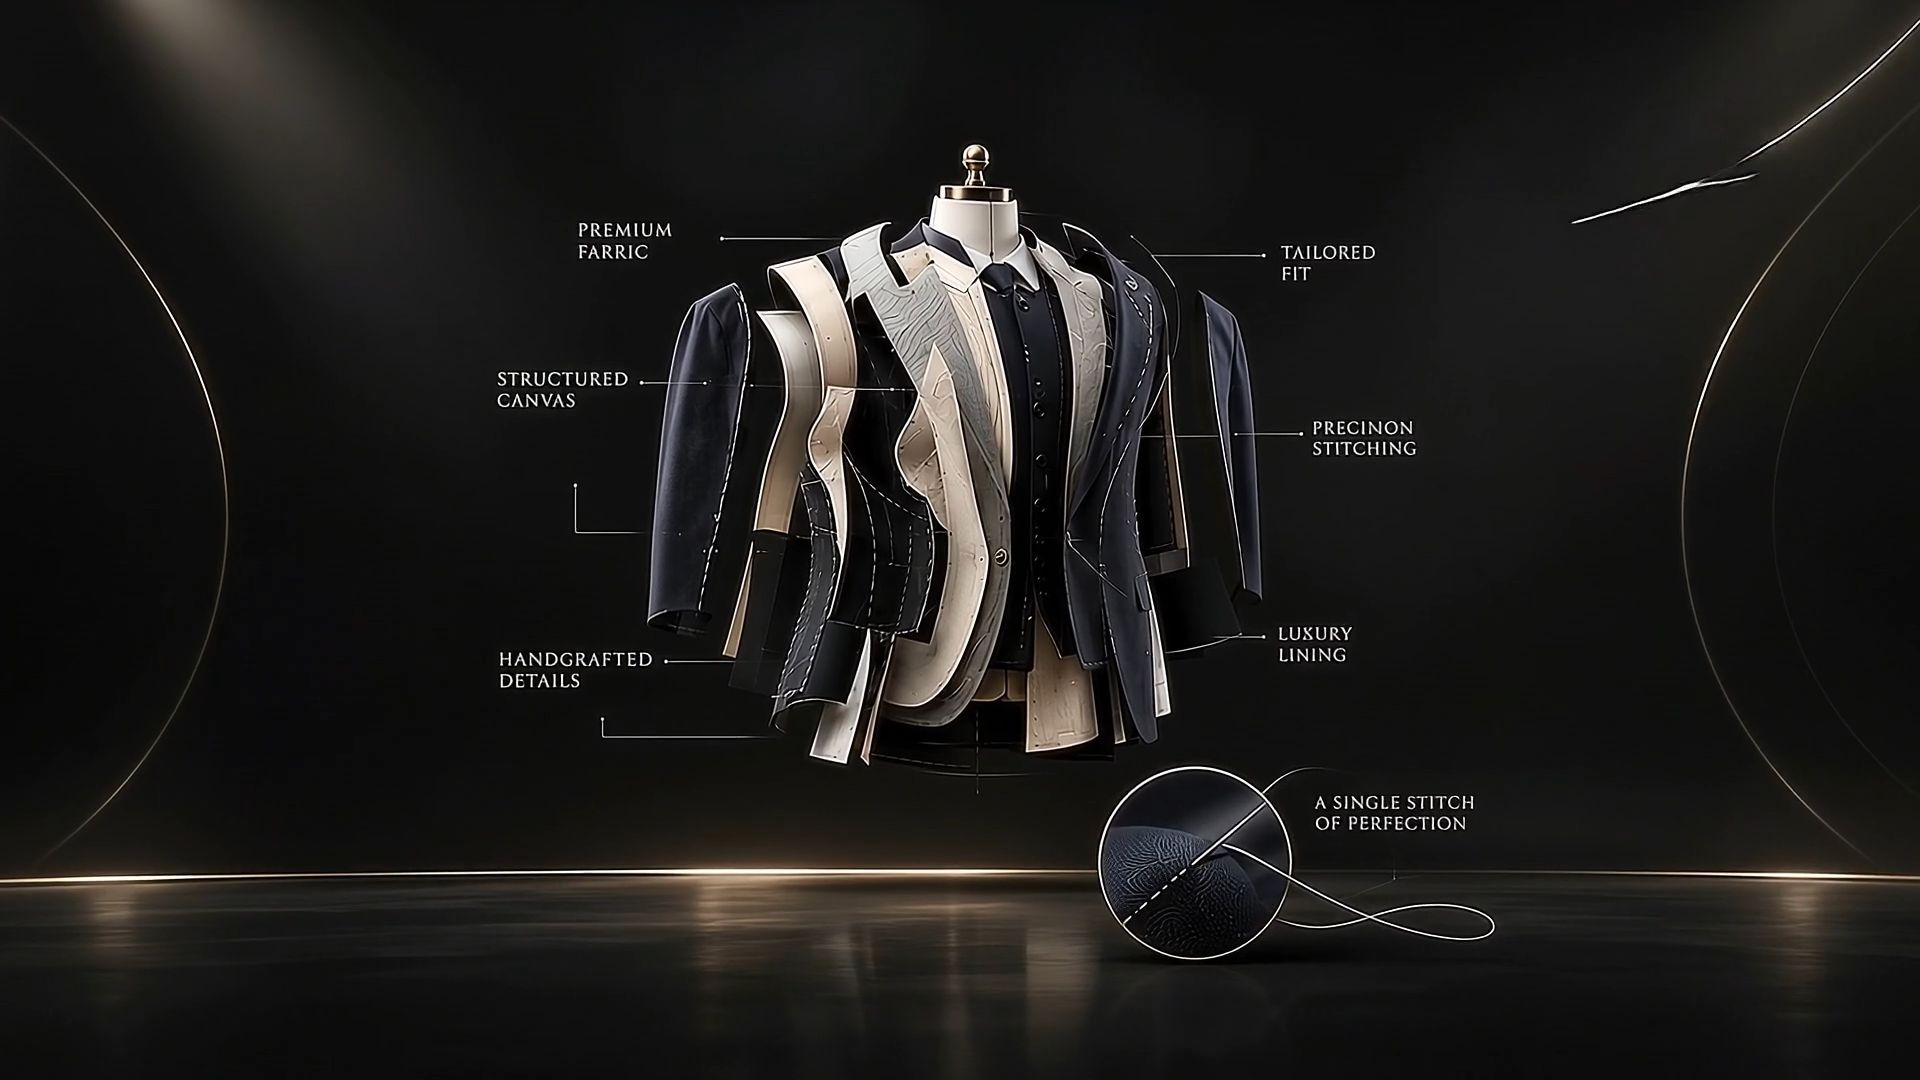 PREMIUM
FARRIC
TAILORED
FIT
STRUCTURED
CANVAS
PRECINON
STITCHING
HANDGRAFTED
DETAILS
LUXURY
LINING
A SINGLE STITCH
OF PERFECTION